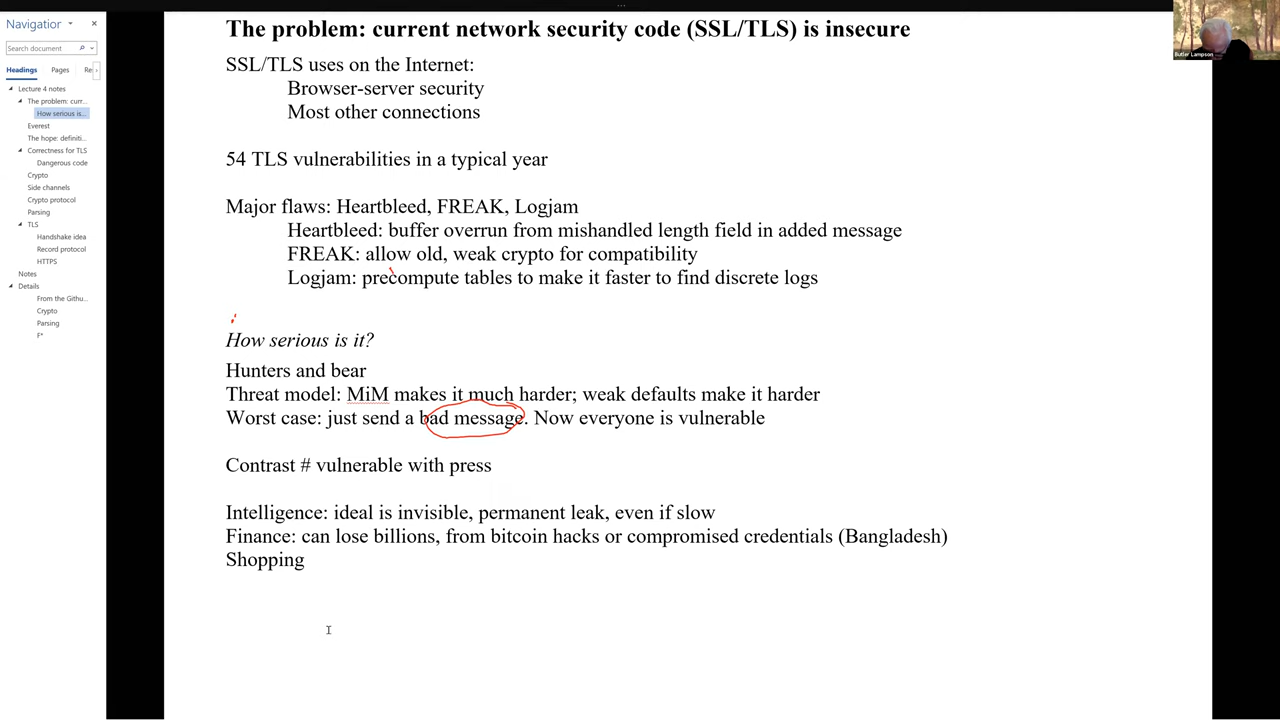 Navigation
Search document
Headings Pages Re
Lecture 4 notes
The problem: curr...
How serious is...
Everest
The hope: definiti...
Correctness for TLS
Dangerous code
Crypto
Side channels
Crypto protocol
Parsing
TLS
Handshake idea
Record protocol
HTTPS
Notes
Details
From the Githu...
Crypto
Parsing
F*
The problem: current network security code (SSL/TLS) is insecure
SSL/TLS uses on the Internet:
Browser-server security
Most other connections
54 TLS vulnerabilities in a typical year
Major flaws: Heartbleed, FREAK, Logjam
Heartbleed: buffer overrun from mishandled length field in added message
FREAK: allow old, weak crypto for compatibility
Logjam: precompute tables to make it faster to find discrete logs
How serious is it?
Hunters and bear
Threat model: MiM makes it much harder; weak defaults make it harder
Worst case: just send a bad message. Now everyone is vulnerable
Contrast # vulnerable with press
Intelligence: ideal is invisible, permanent leak, even if slow
Finance: can lose billions, from bitcoin hacks or compromised credentials (Bangladesh)
Shopping
Butler Lampson